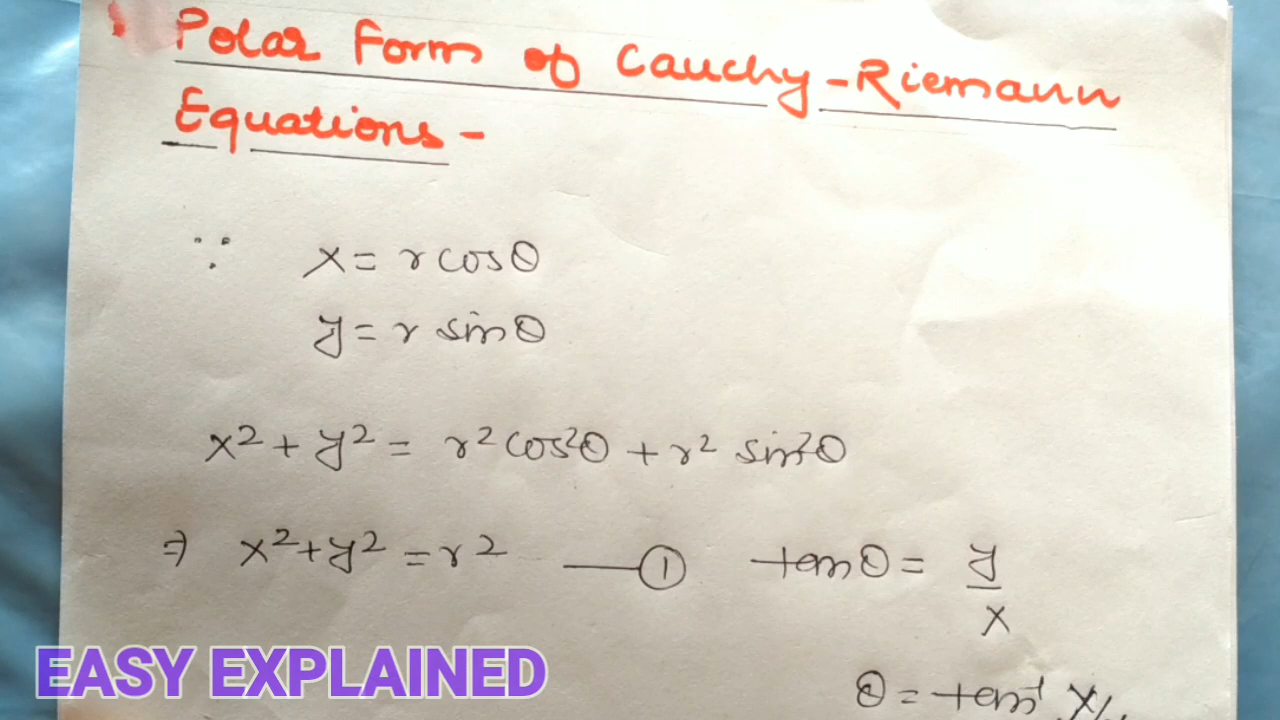 Polar Form of Cauchy-Riemann
Equations -
∵ x = r cosθ
y = r sinθ
x² + y² = r² cos²θ + r² sin²θ
⇒ x² + y² = r² —① tanθ = y/x
θ = tan⁻¹
EASY EXPLAINED